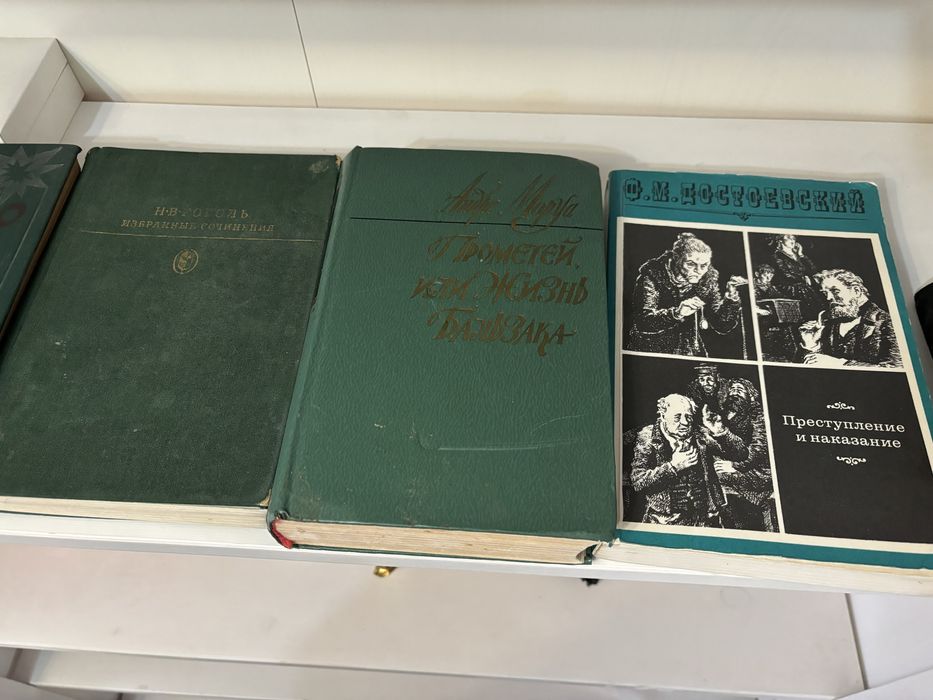 Н·В·ГОГОЛЬ
ИЗБРАННЫЕ СОЧИНЕНИЯ
Андре Моруа
Прометей,
или Жизнь
Бальзака
Ф.М. ДОСТОЕВСКИЙ
Преступление
и наказание